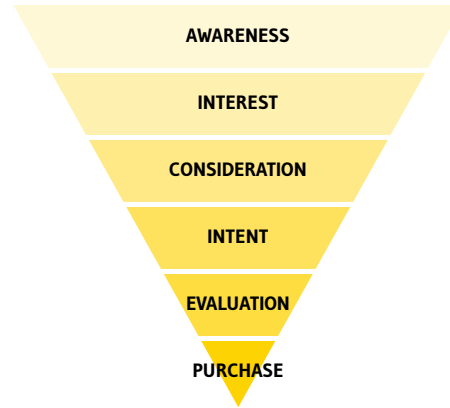 AWARENESS
INTEREST
CONSIDERATION
INTENT
EVALUATION
PURCHASE